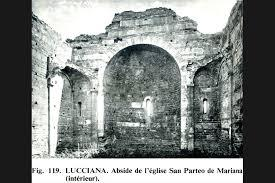 Fig. 119. LUCCIANA. Abside de l'église San Parteo de Mariana
(intérieur).